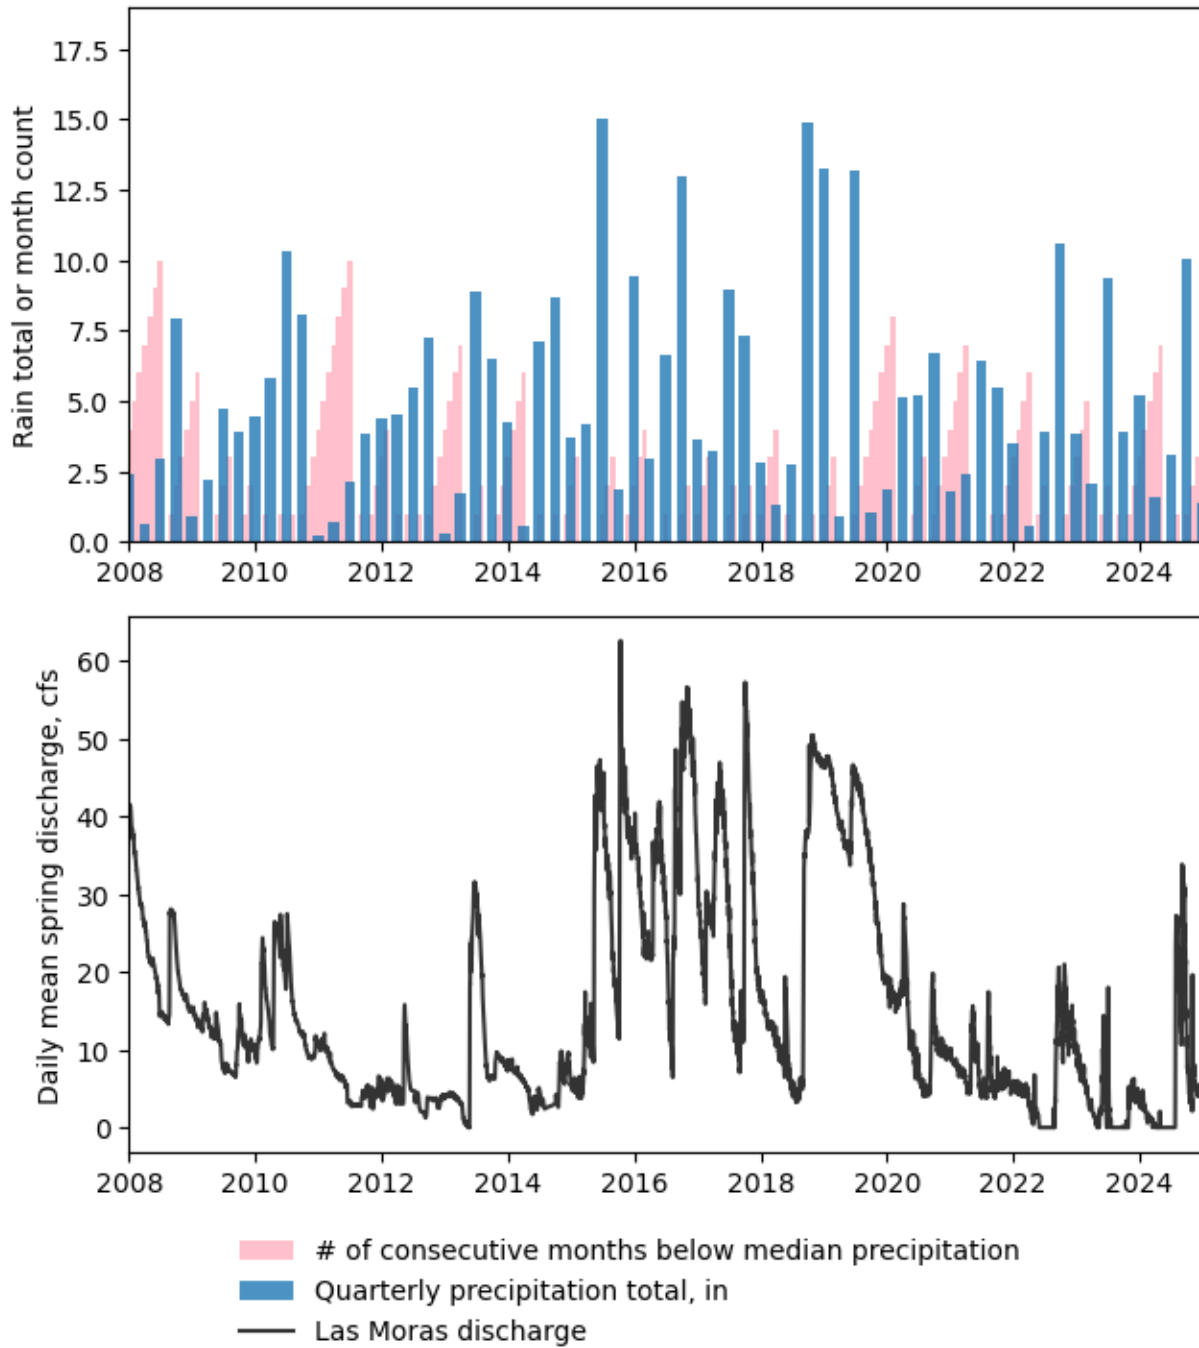 17.5
15.0
12.5
10.0
7.5
5.0
2.5
0.0
Rain total or month count
2008 2010 2012 2014 2016 2018 2020 2022 2024
60
50
40
30
20
10
0
Daily mean spring discharge, cfs
2008 2010 2012 2014 2016 2018 2020 2022 2024
# of consecutive months below median precipitation
Quarterly precipitation total, in
Las Moras discharge